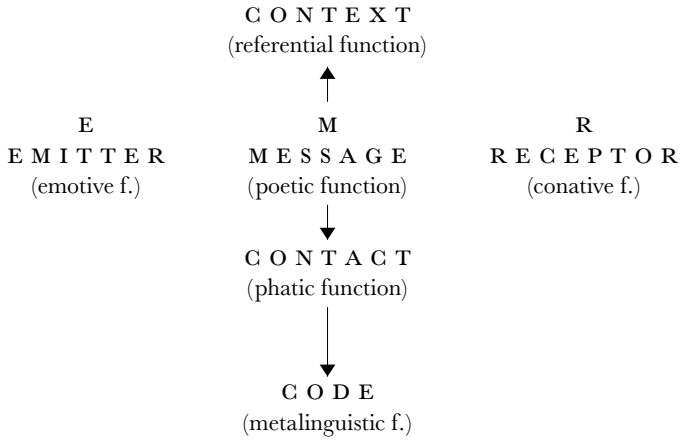 CONTEXT
(referential function)
E M R
EMITTER MESSAGE RECEPTOR
(emotive f.) (poetic function) (conative f.)
CONTACT
(phatic function)
CODE
(metalinguistic f.)